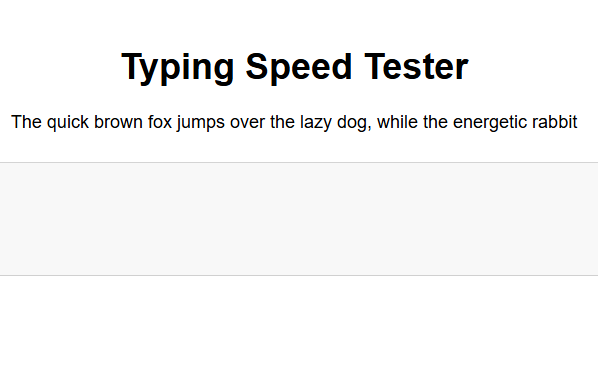 Typing Speed Tester
The quick brown fox jumps over the lazy dog, while the energetic rabbit